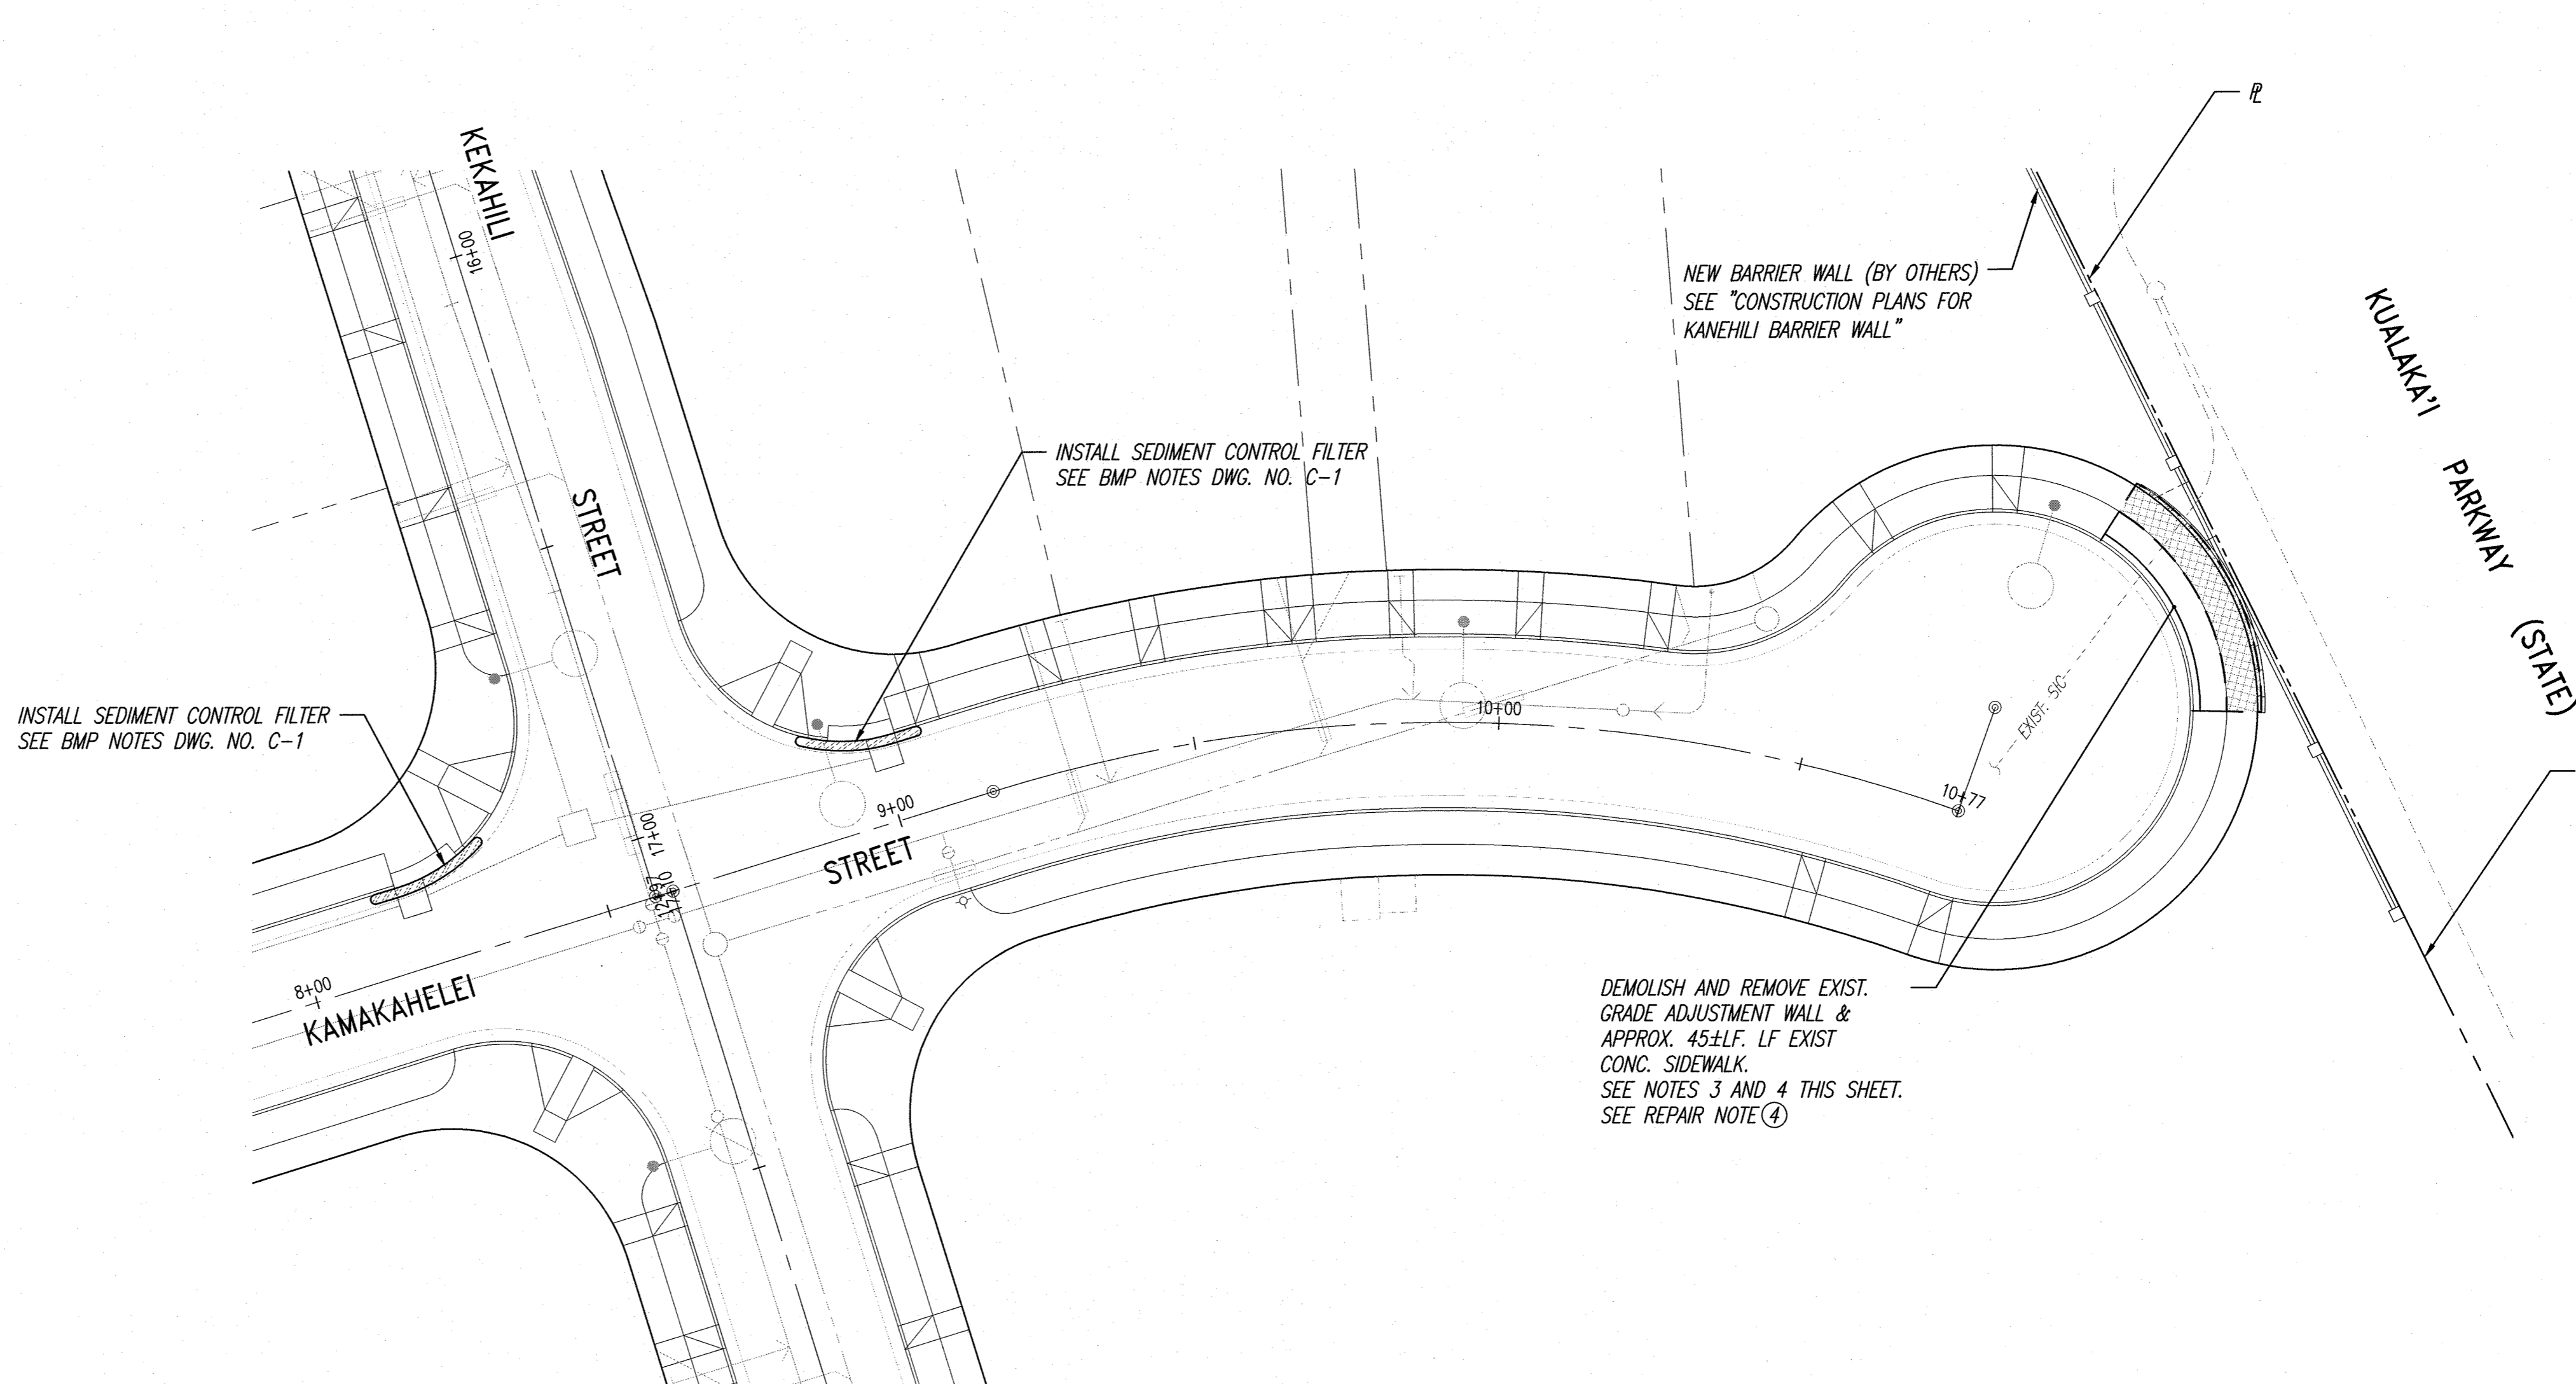 KEKAHILI
STREET
16+00
17+00
℄
NEW BARRIER WALL (BY OTHERS)
SEE "CONSTRUCTION PLANS FOR
KANEHILI BARRIER WALL"
KUALAKA'I
PARKWAY
(STATE)
INSTALL SEDIMENT CONTROL FILTER
SEE BMP NOTES DWG. NO. C-1
INSTALL SEDIMENT CONTROL FILTER
SEE BMP NOTES DWG. NO. C-1
EXIST. SIC
8+00
9+00
10+00
10+77
KAMAKAHELEI
STREET
DEMOLISH AND REMOVE EXIST.
GRADE ADJUSTMENT WALL &
APPROX. 45±LF. LF EXIST
CONC. SIDEWALK.
SEE NOTES 3 AND 4 THIS SHEET.
SEE REPAIR NOTE ④